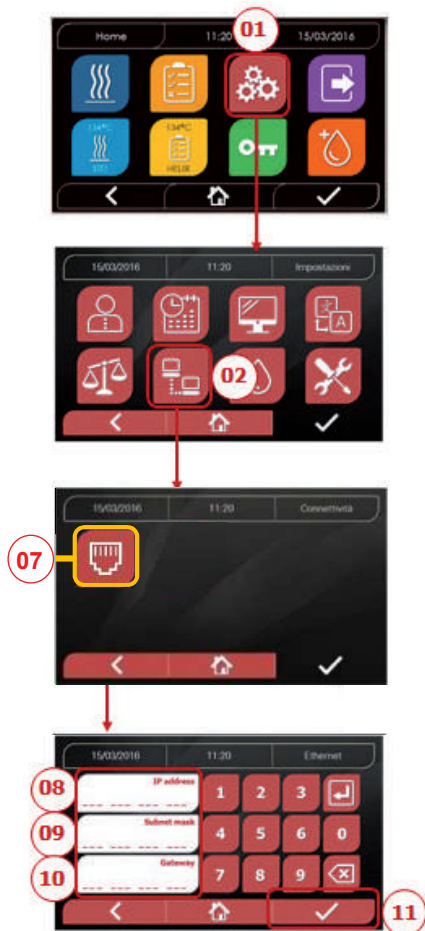 Home 11:20 15/03/2016
01
134°C 134°C
STD HELIX
15/03/2016 11:20 Impostazioni
A
02
15/03/2016 11:20 Connettività
07
15/03/2016 11:20 Ethernet
08 IP address 1 2 3
09 Subnet mask 4 5 6 0
10 Gateway 7 8 9
11